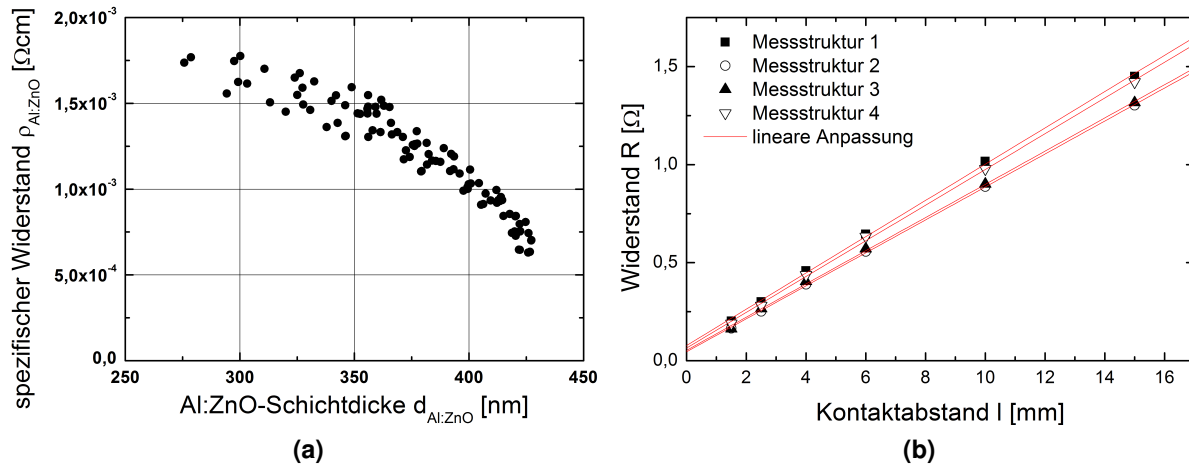 2,0x10⁻³
1,5x10⁻³
1,0x10⁻³
5,0x10⁻⁴
0,0
spezifischer Widerstand ρAl:ZnO [Ωcm]
250 300 350 400 450
Al:ZnO-Schichtdicke dAl:ZnO [nm]
(a)
Messstruktur 1
Messstruktur 2
Messstruktur 3
Messstruktur 4
lineare Anpassung
1,5
1,0
0,5
0,0
Widerstand R [Ω]
0 2 4 6 8 10 12 14 16
Kontaktabstand l [mm]
(b)